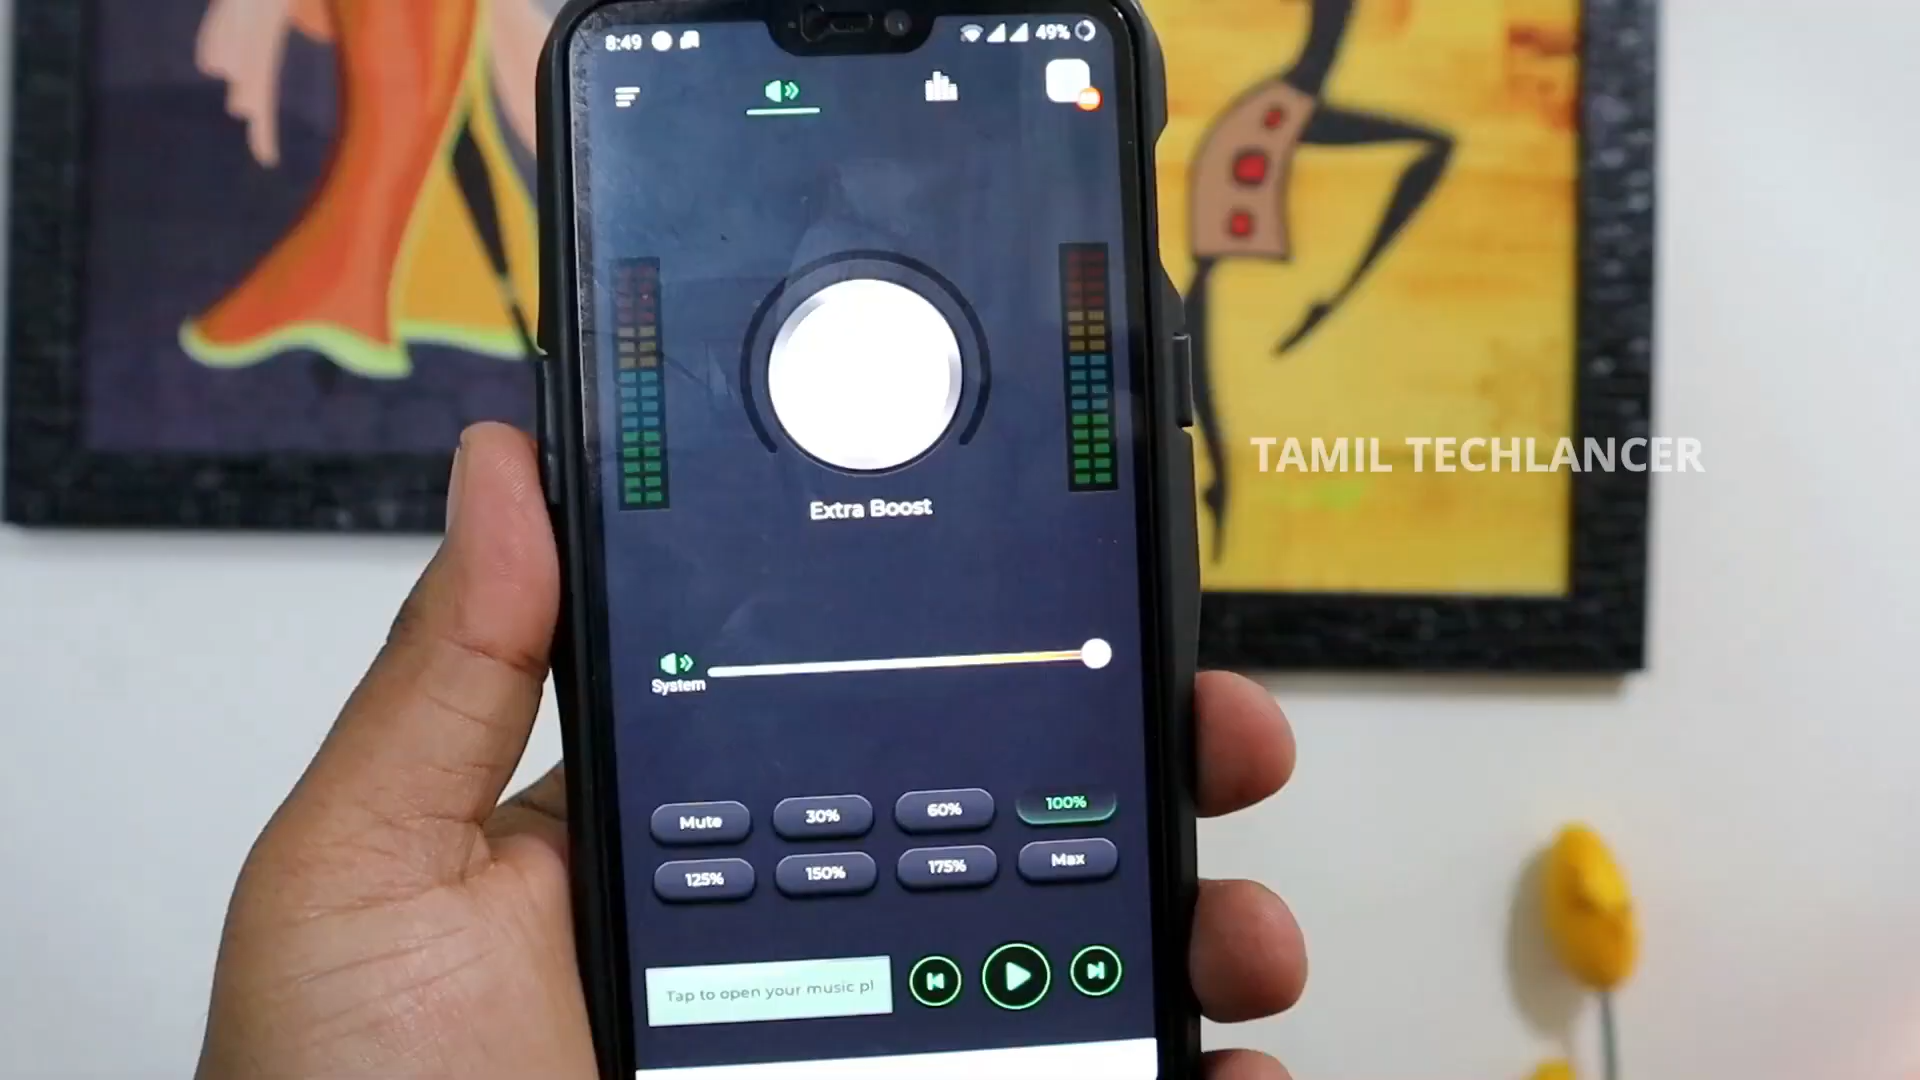 8:49
49%
TAMIL TECHLANCER
Extra Boost
System
Mute 30% 60% 100%
125% 150% 175% Max
Tap to open your music pl